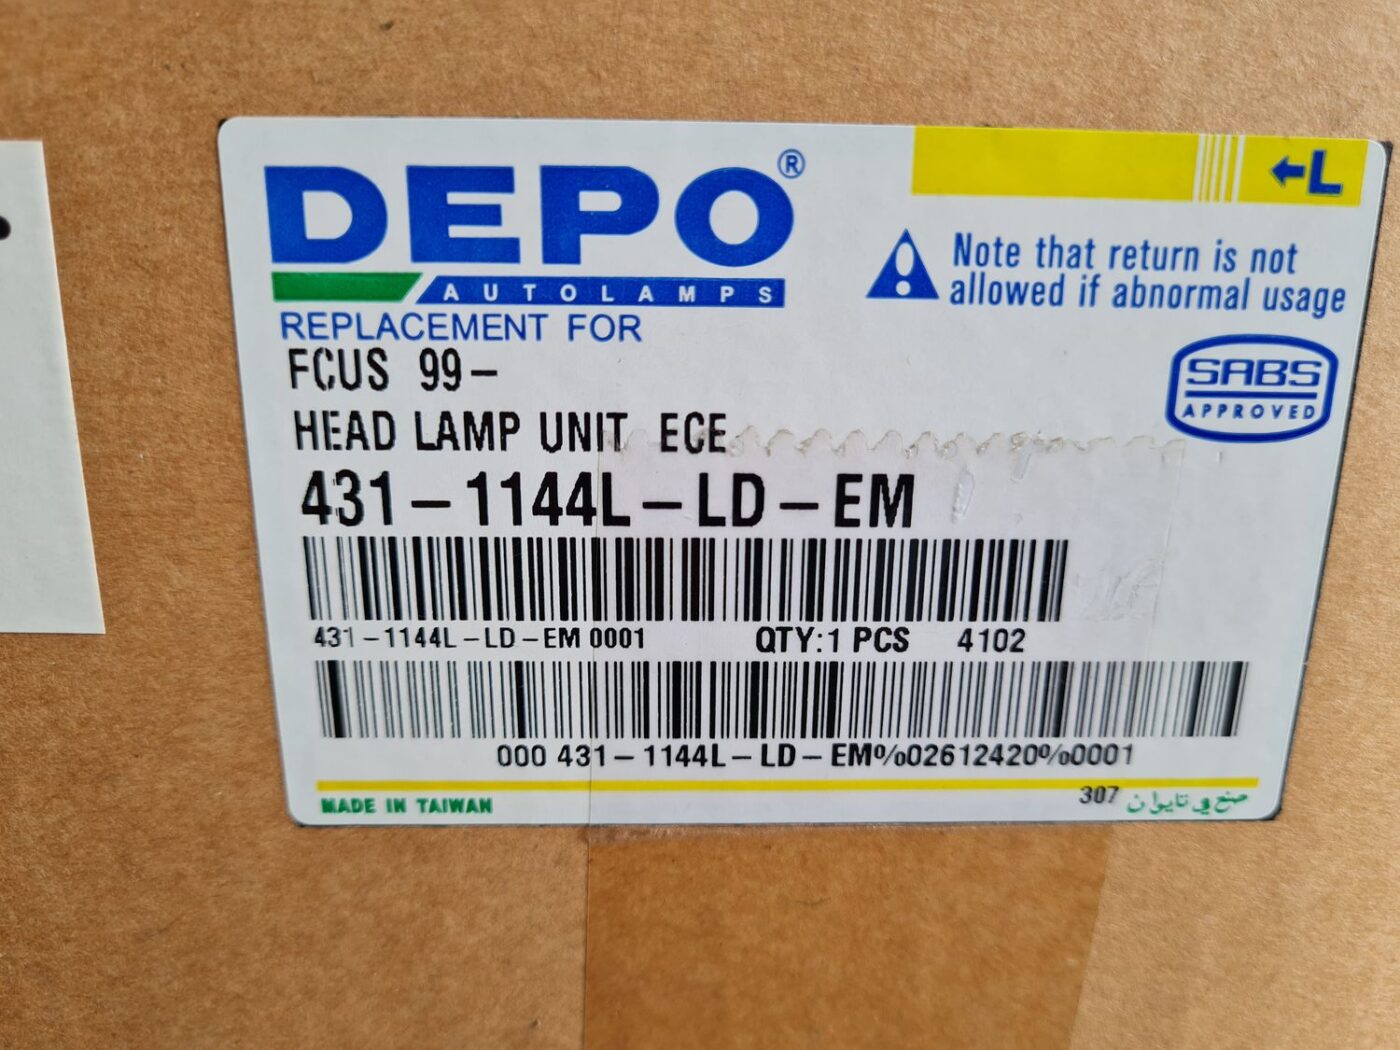 DEPO®
AUTOLAMPS
←L
Note that return is not
allowed if abnormal usage
REPLACEMENT FOR
FCUS 99-
SABS
APPROVED
HEAD LAMP UNIT ECE
431-1144L-LD-EM
431-1144L-LD-EM 0001 QTY:1 PCS 4102
000 431-1144L-LD-EM%02612420%0001
MADE IN TAIWAN
307 صنع في تايوان